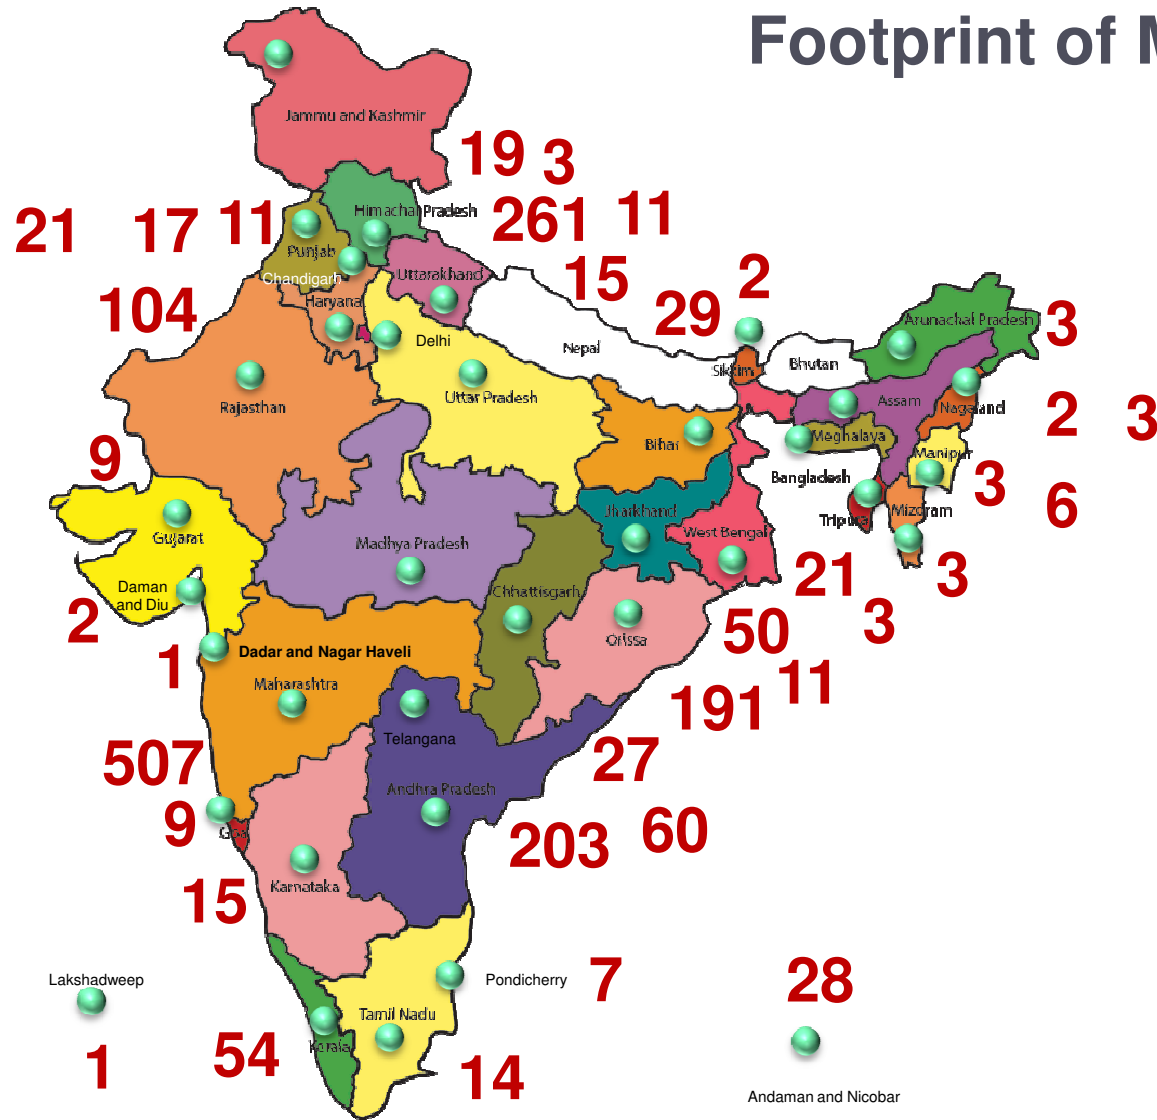 Footprint of M
Jammu and Kashmir
19 3
Himachal Pradesh
261 11
21 17 11
Punjab
Chandigarh
Uttarakhand
15
2
104
Haryana
29
Delhi
Nepal
Sikkim
Bhutan
Arunachal Pradesh
3
Rajasthan
Uttar Pradesh
Assam
Nagaland
2 3
Bihar
Meghalaya
Manipur
9
Bangladesh
3
6
Gujarat
Jharkhand
Tripura
Mizoram
Madhya Pradesh
West Bengal
Daman
and Diu
Chhattisgarh
21
3
2
Orissa
50
3
1
Dadar and Nagar Haveli
Maharashtra
191 11
Telangana
507
27
Andhra Pradesh
9
Goa
203 60
15
Karnataka
Lakshadweep
Pondicherry
7
28
Tamil Nadu
1
54
Kerala
14
Andaman and Nicobar